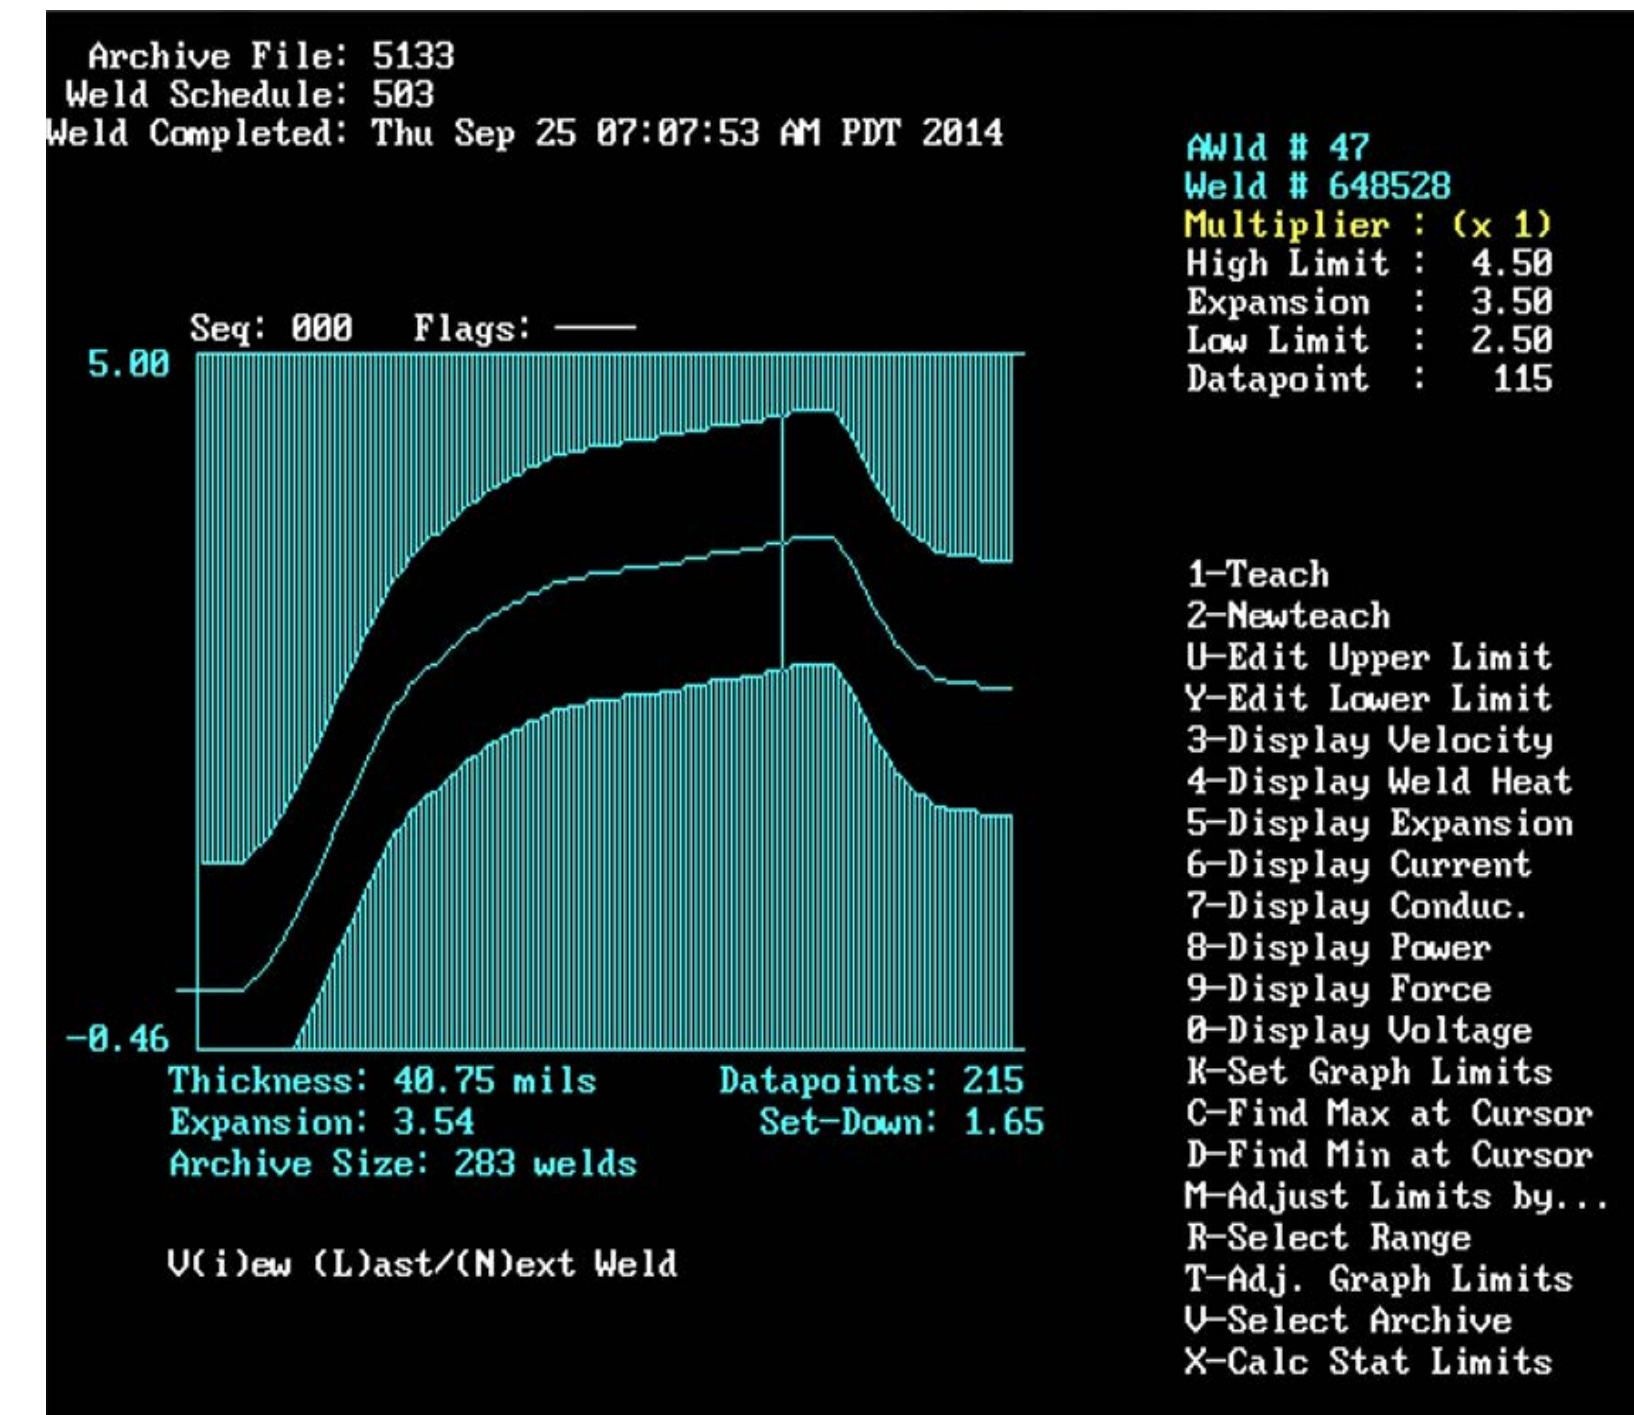 Archive File: 5133
Weld Schedule: 503
Weld Completed: Thu Sep 25 07:07:53 AM PDT 2014
AWld # 47
Weld # 648528
Multiplier : (x 1)
High Limit : 4.50
Expansion : 3.50
Low Limit : 2.50
Datapoint : 115
Seq: 000 Flags: ————
5.00
-0.46
Thickness: 40.75 mils Datapoints: 215
Expansion: 3.54 Set-Down: 1.65
Archive Size: 283 welds
V(i)ew (L)ast/(N)ext Weld
1-Teach
2-Newteach
U-Edit Upper Limit
Y-Edit Lower Limit
3-Display Velocity
4-Display Weld Heat
5-Display Expansion
6-Display Current
7-Display Conduc.
8-Display Power
9-Display Force
0-Display Voltage
K-Set Graph Limits
C-Find Max at Cursor
D-Find Min at Cursor
M-Adjust Limits by...
R-Select Range
T-Adj. Graph Limits
V-Select Archive
X-Calc Stat Limits